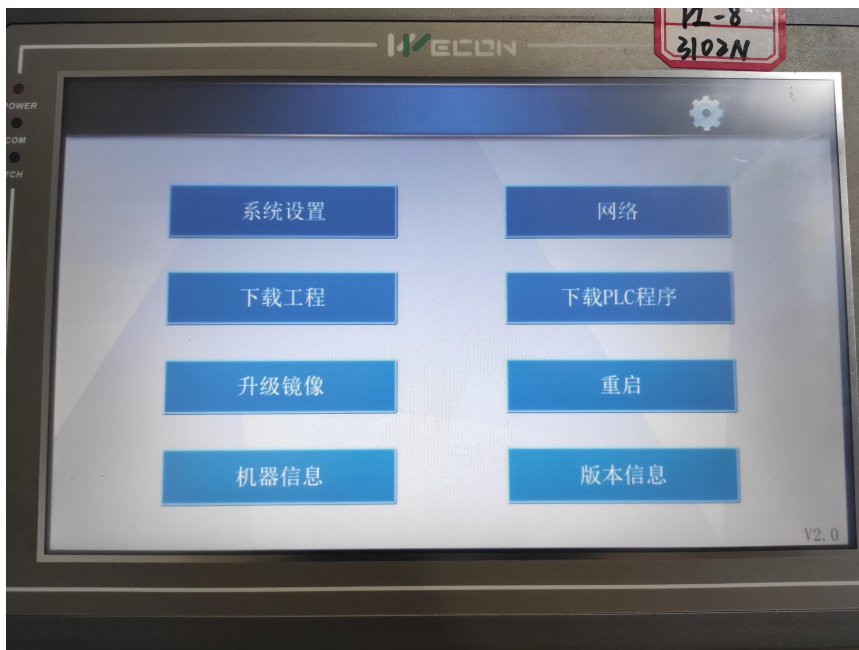 WECON
PI-8
3102N
POWER
COM
TCH
系统设置
网络
下载工程
下载PLC程序
升级镜像
重启
机器信息
版本信息
V2.0